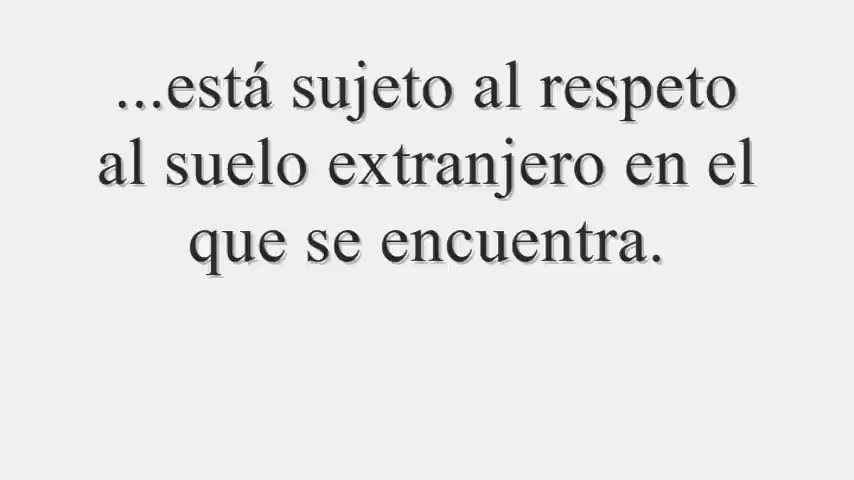 ...está sujeto al respeto
al suelo extranjero en el
que se encuentra.